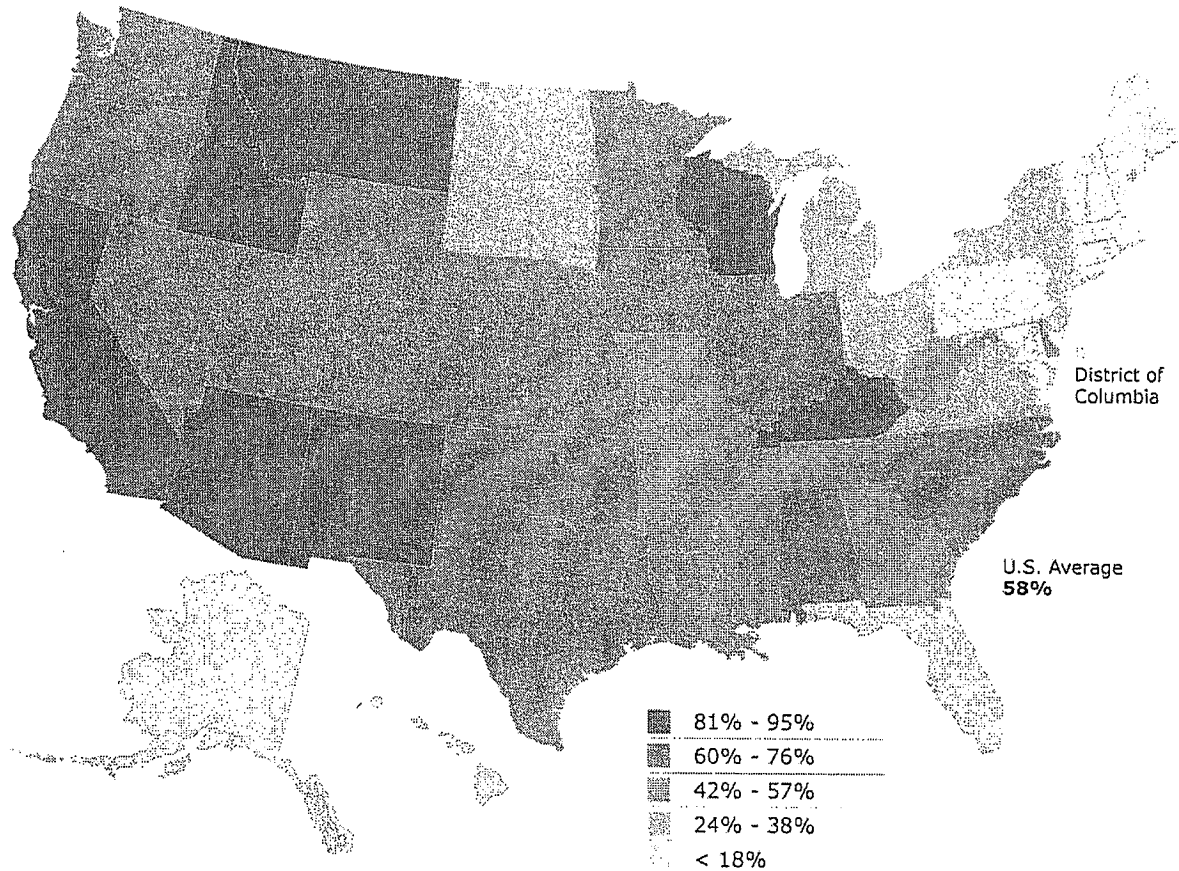 District of
Columbia
U.S. Average
58%
81% - 95%
60% - 76%
42% - 57%
24% - 38%
< 18%